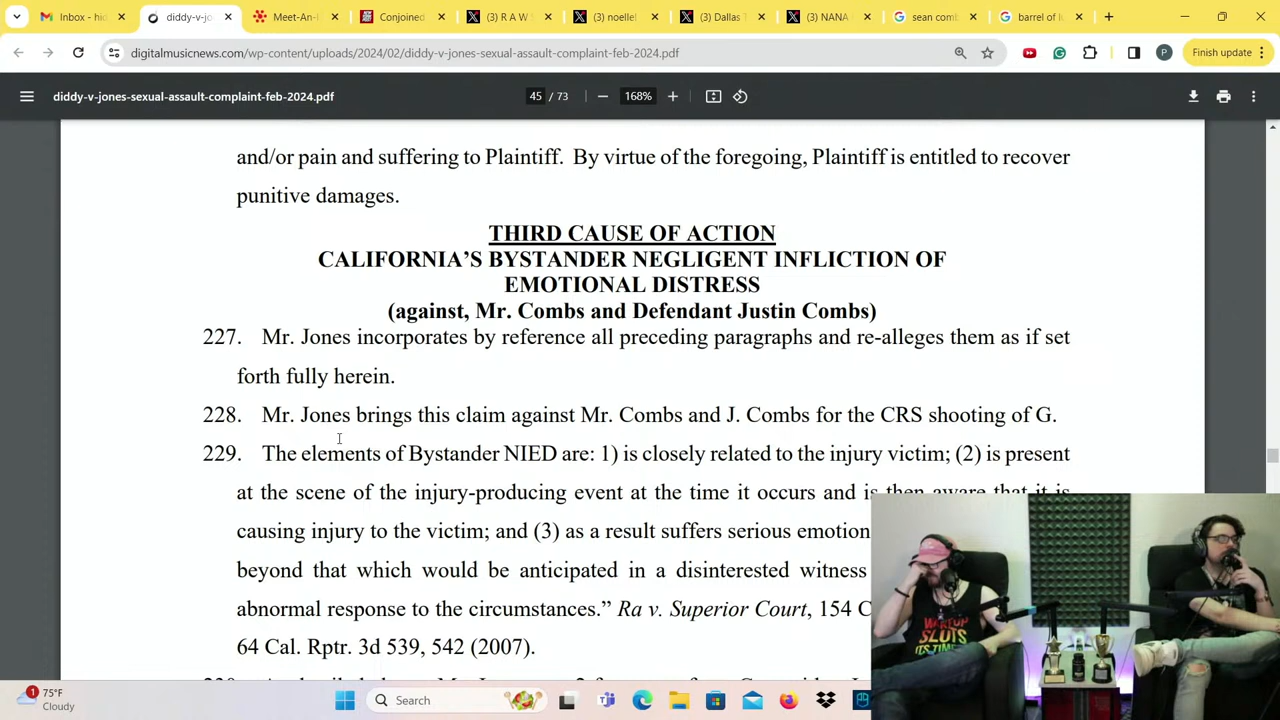 Inbox - hid
diddy-v-jo
Meet-An-I
Conjoined
(3) R A W
(3) noellel
(3) Dallas T
(3) NANA
sean comb
barrel of lu
digitalmusicnews.com/wp-content/uploads/2024/02/diddy-v-jones-sexual-assault-complaint-feb-2024.pdf
P
Finish update
diddy-v-jones-sexual-assault-complaint-feb-2024.pdf
45 / 73
168%
and/or pain and suffering to Plaintiff. By virtue of the foregoing, Plaintiff is entitled to recover
punitive damages.
THIRD CAUSE OF ACTION
CALIFORNIA'S BYSTANDER NEGLIGENT INFLICTION OF
EMOTIONAL DISTRESS
(against, Mr. Combs and Defendant Justin Combs)
227. Mr. Jones incorporates by reference all preceding paragraphs and re-alleges them as if set
forth fully herein.
228. Mr. Jones brings this claim against Mr. Combs and J. Combs for the CRS shooting of G.
229. The elements of Bystander NIED are: 1) is closely related to the injury victim; (2) is present
at the scene of the injury-producing event at the time it occurs and is then aware that it is
causing injury to the victim; and (3) as a result suffers serious emotion
beyond that which would be anticipated in a disinterested witness
abnormal response to the circumstances." Ra v. Superior Court, 154 C
64 Cal. Rptr. 3d 539, 542 (2007).
SLOTS
1
75°F
Cloudy
Search